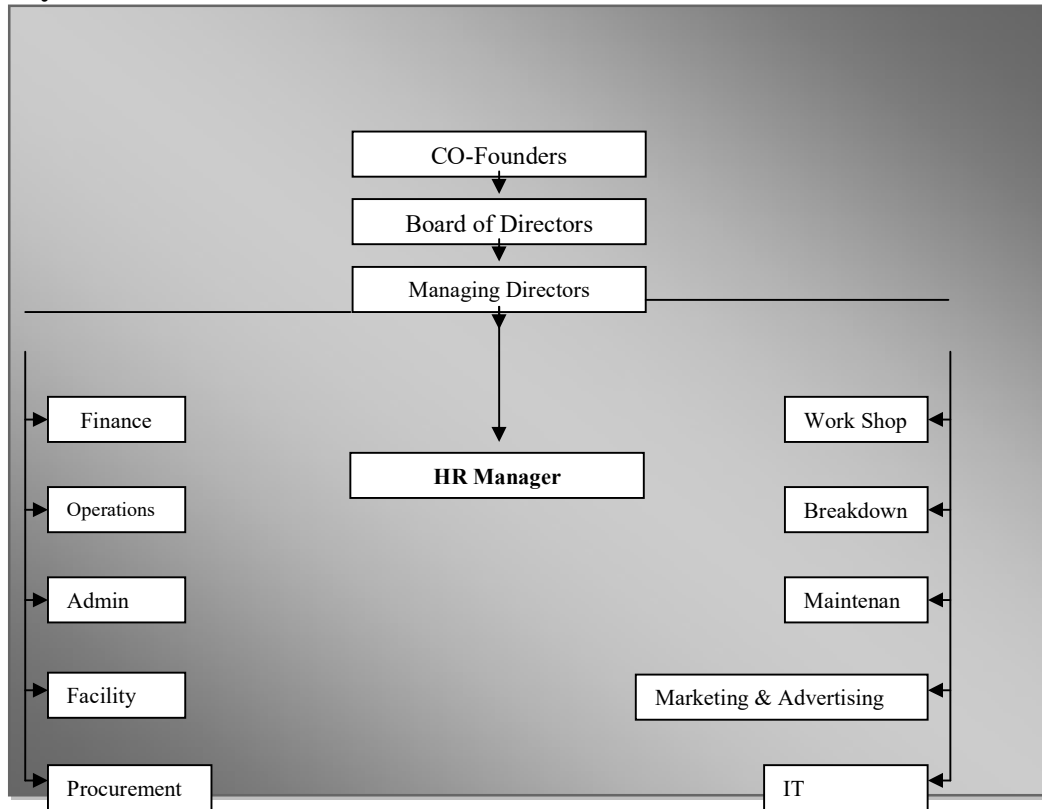 CO-Founders
Board of Directors
Managing Directors
Finance
Work Shop
HR Manager
Operations
Breakdown
Admin
Maintenan
Facility
Marketing & Advertising
Procurement
IT